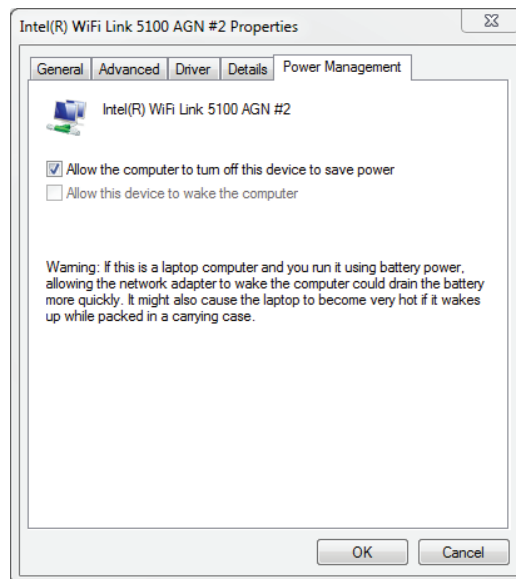 Intel(R) WiFi Link 5100 AGN #2 Properties
General Advanced Driver Details Power Management
Intel(R) WiFi Link 5100 AGN #2
Allow the computer to turn off this device to save power
Allow this device to wake the computer
Warning: If this is a laptop computer and you run it using battery power,
allowing the network adapter to wake the computer could drain the battery
more quickly. It might also cause the laptop to become very hot if it wakes
up while packed in a carrying case.
OK Cancel